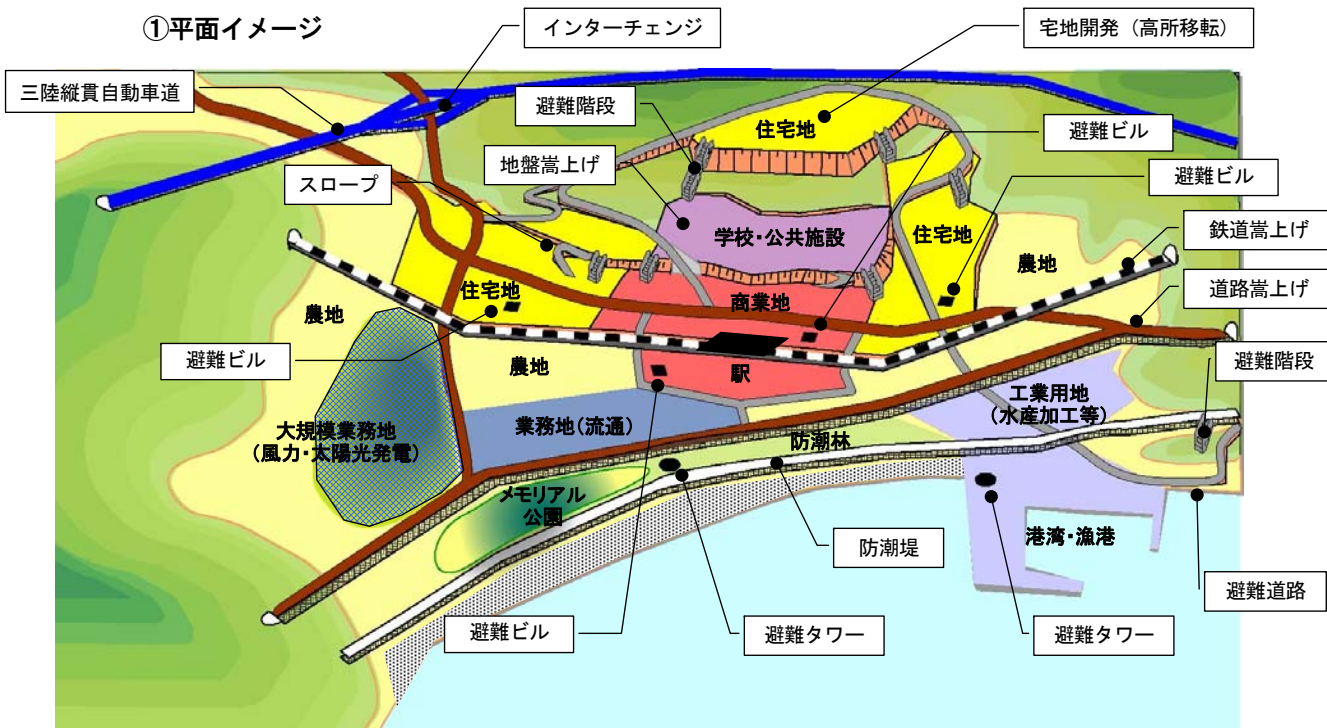 ①平面イメージ
インターチェンジ
宅地開発（高所移転）
三陸縦貫自動車道
避難階段
住宅地
避難ビル
地盤嵩上げ
スロープ
避難ビル
学校・公共施設
住宅地
鉄道嵩上げ
農地
住宅地
商業地
道路嵩上げ
農地
避難ビル
農地
駅
避難階段
工業用地
（水産加工等）
大規模業務地
（風力・太陽光発電）
業務地（流通）
防潮林
メモリアル
公園
港湾・漁港
防潮堤
避難道路
避難ビル
避難タワー
避難タワー